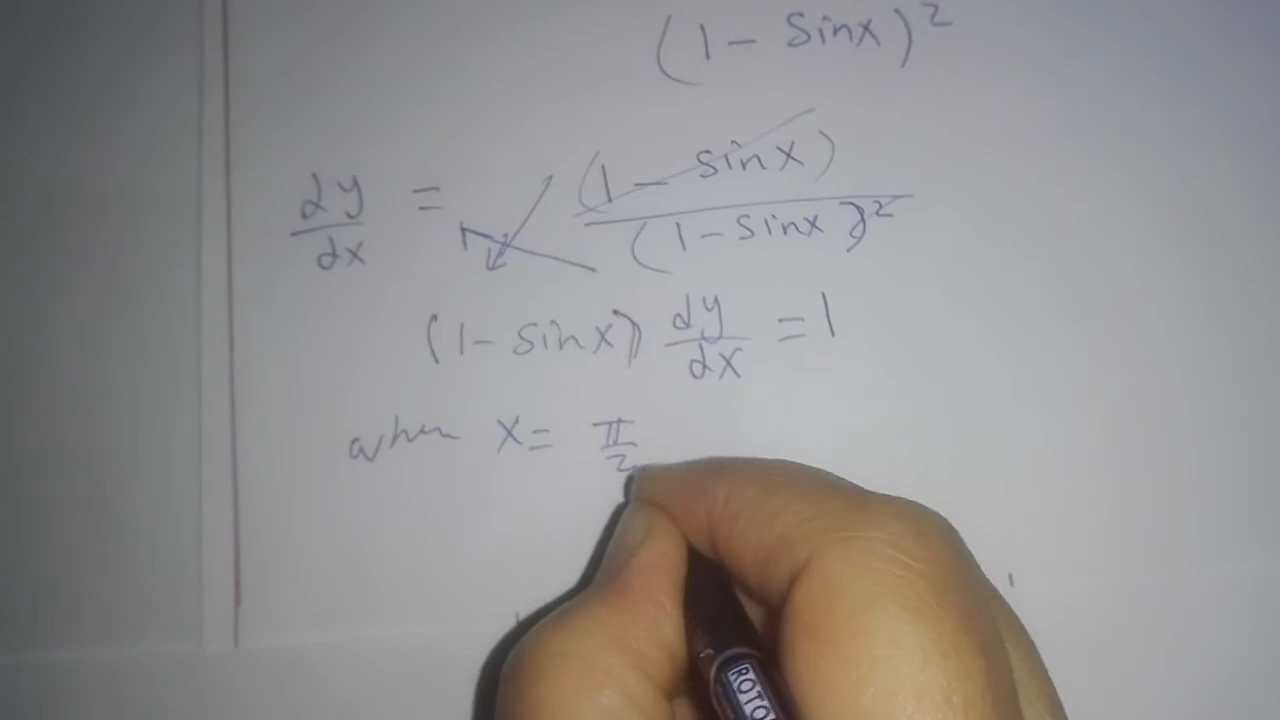 (1 - Sinx)²
dy/dx = (1 - sinx)/(1 - Sinx)²
(1 - sinx) dy/dx = 1
when x = π/2
ROTO